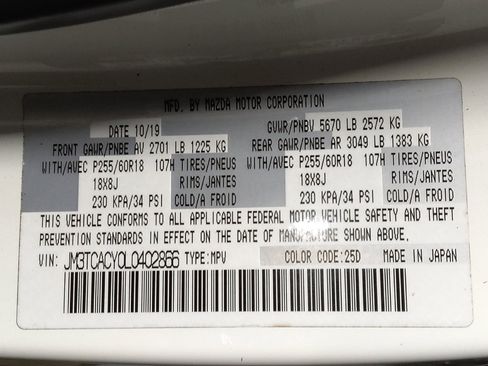 MFD. BY MAZDA MOTOR CORPORATION
DATE 10/19 GVWR/PNBV 5670 LB 2572 KG
FRONT GAWR/PNBE AV 2701 LB 1225 KG REAR GAWR/PNBE AR 3049 LB 1383 KG
WITH/AVEC P255/60R18 107H TIRES/PNEUS WITH/AVEC P255/60R18 107H TIRES/PNEUS
18X8J RIMS/JANTES 18X8J RIMS/JANTES
230 KPA/34 PSI COLD/A FROID 230 KPA/34 PSI COLD/A FROID
THIS VEHICLE CONFORMS TO ALL APPLICABLE FEDERAL MOTOR VEHICLE SAFETY AND THEFT
PREVENTION STANDARDS IN EFFECT ON THE DATE OF MANUFACTURE SHOWN ABOVE.
VIN: JM3TCACY0L0402866 TYPE:MPV COLOR CODE:25D MADE IN JAPAN